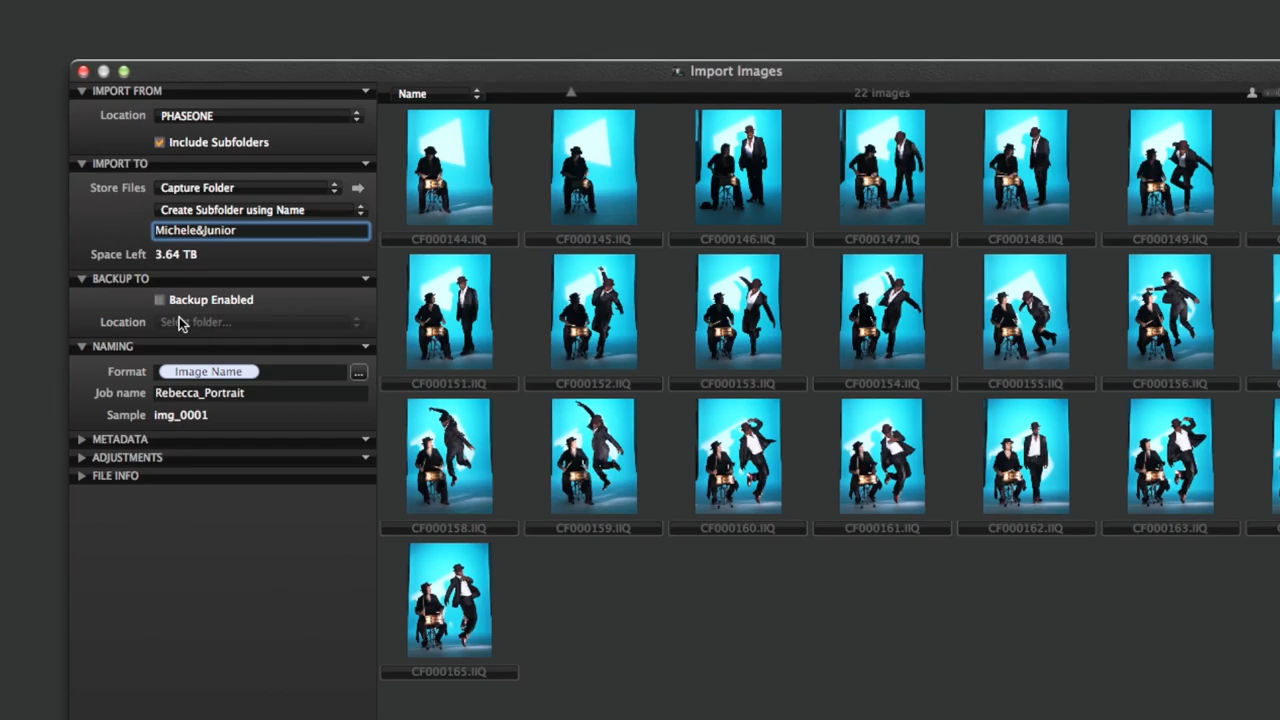 Import Images
IMPORT FROM
Location PHASEONE
Include Subfolders
IMPORT TO
Store Files Capture Folder
Create Subfolder using Name
Michele&Junior
Space Left 3.64 TB
BACKUP TO
Backup Enabled
Location Select folder...
NAMING
Format Image Name ...
Job name Rebecca_Portrait
Sample img_0001
METADATA
ADJUSTMENTS
FILE INFO
Name 22 images
CF000144.IIQ CF000145.IIQ CF000146.IIQ CF000147.IIQ CF000148.IIQ CF000149.IIQ
CF000151.IIQ CF000152.IIQ CF000153.IIQ CF000154.IIQ CF000155.IIQ CF000156.IIQ
CF000158.IIQ CF000159.IIQ CF000160.IIQ CF000161.IIQ CF000162.IIQ CF000163.IIQ
CF000165.IIQ